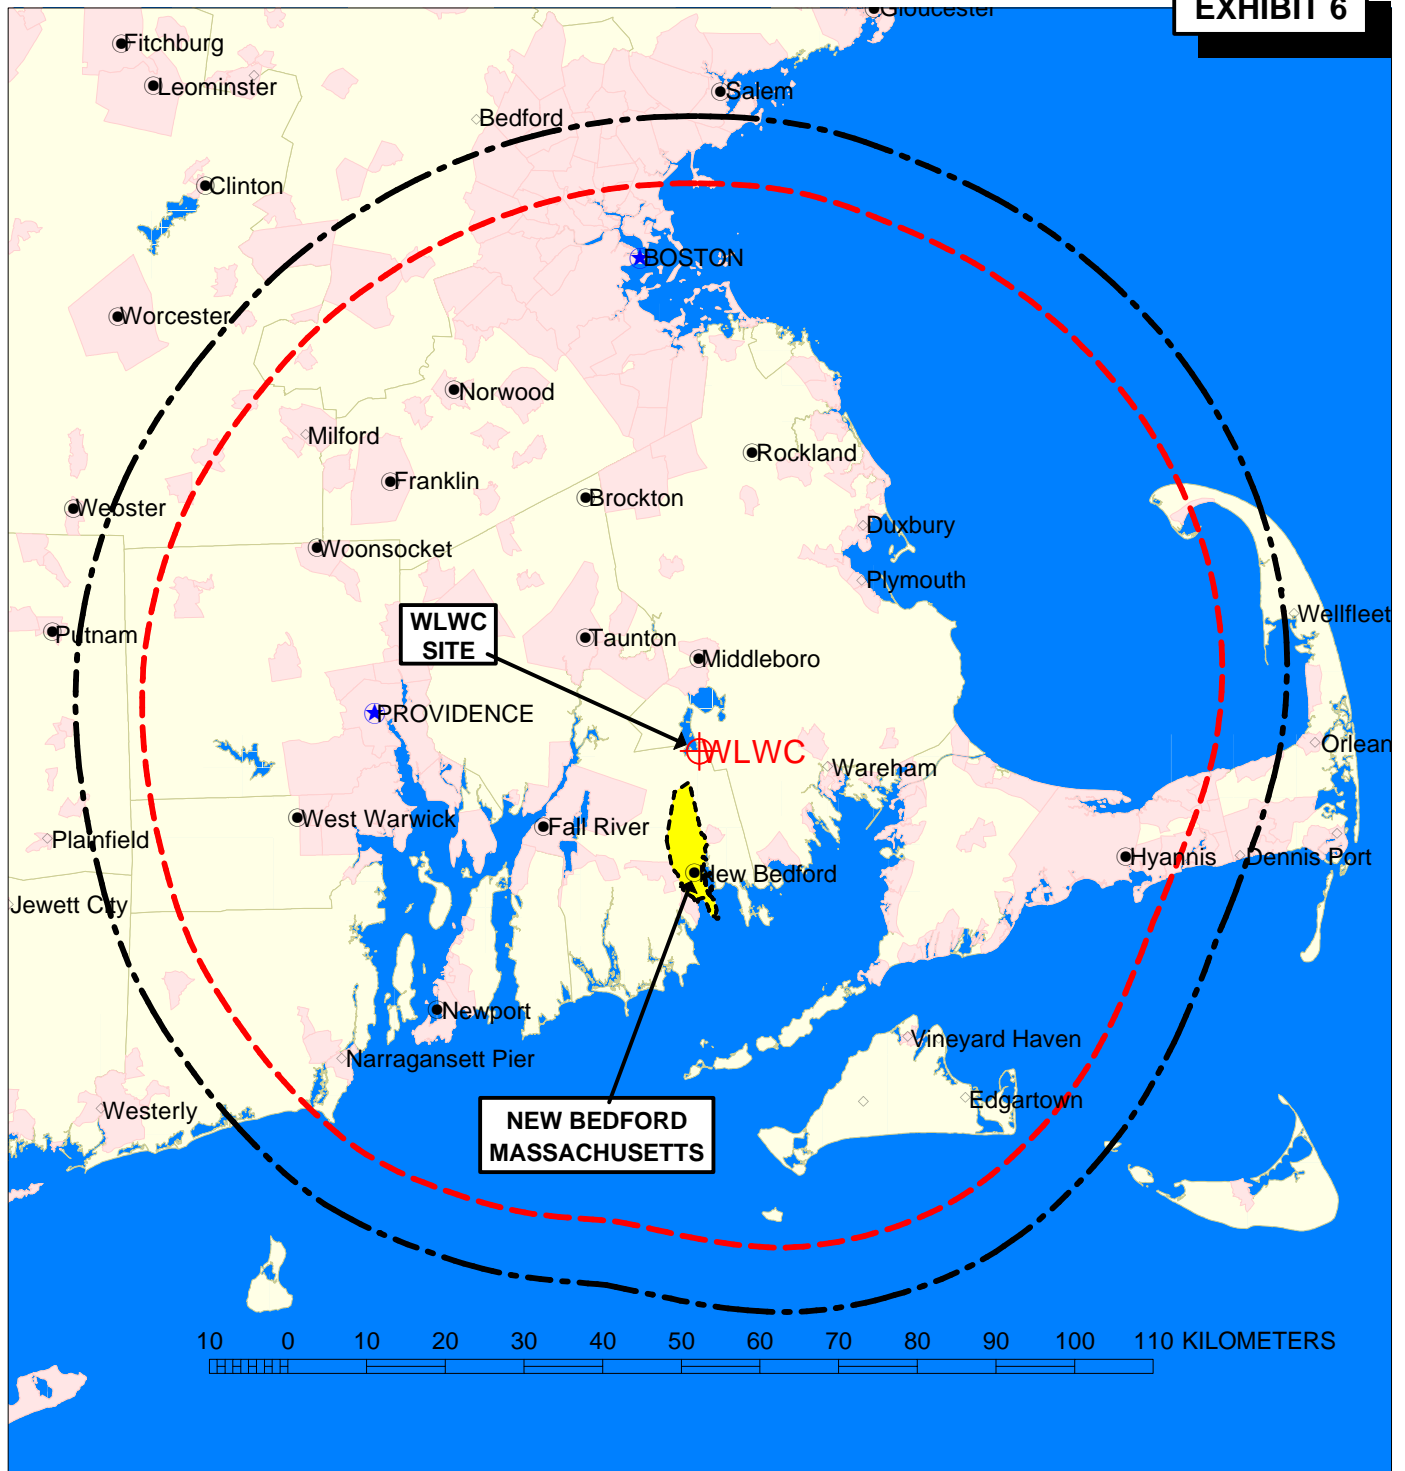 EXHIBIT 6
Gloucester
Fitchburg
Leominster
Salem
Bedford
Clinton
BOSTON
Worcester
Norwood
Milford
Rockland
Franklin
Brockton
Webster
Duxbury
Woonsocket
Plymouth
Wellfleet
WLWC
SITE
Putnam
Taunton
Middleboro
PROVIDENCE
WLWC
Orlean
Wareham
West Warwick
Fall River
Plainfield
Hyannis
Dennis Port
New Bedford
Jewett City
Newport
Vineyard Haven
Narragansett Pier
Edgartown
Westerly
NEW BEDFORD
MASSACHUSETTS
10 0 10 20 30 40 50 60 70 80 90 100 110 KILOMETERS